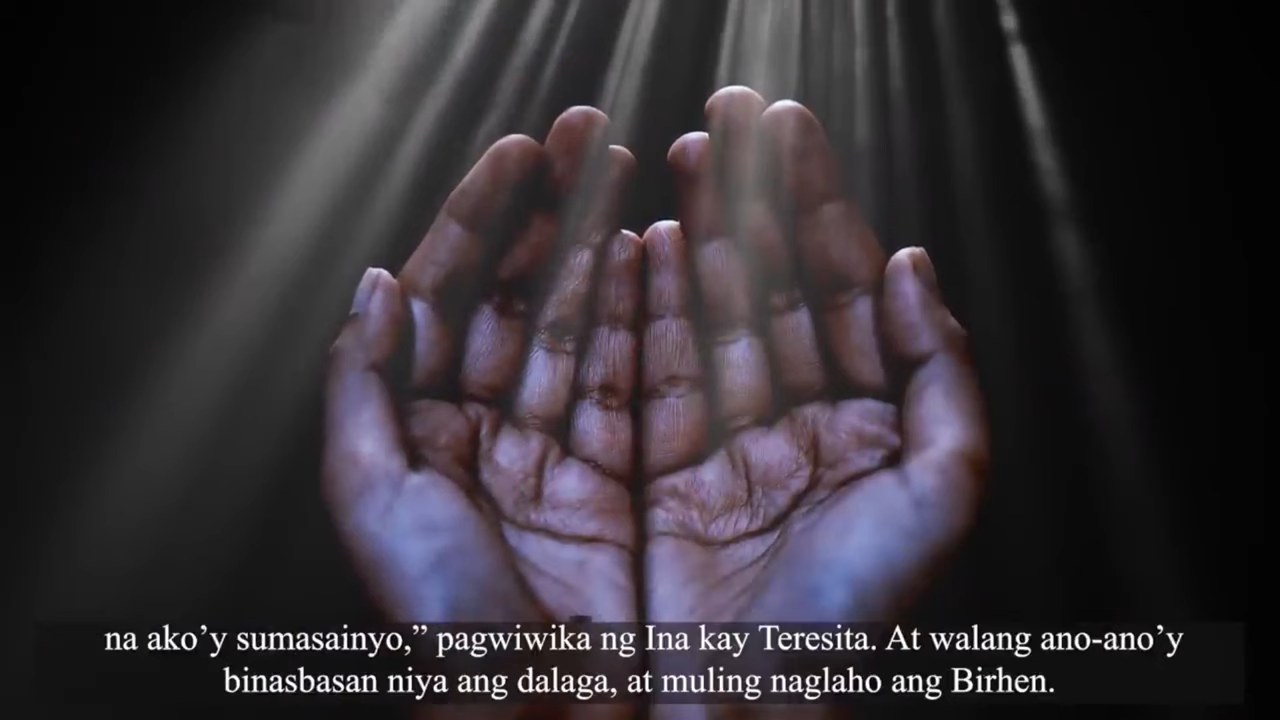 na ako’y sumasainyo,” pagwiwika ng Ina kay Teresita. At walang ano-ano’y
binasbasan niya ang dalaga, at muling naglaho ang Birhen.